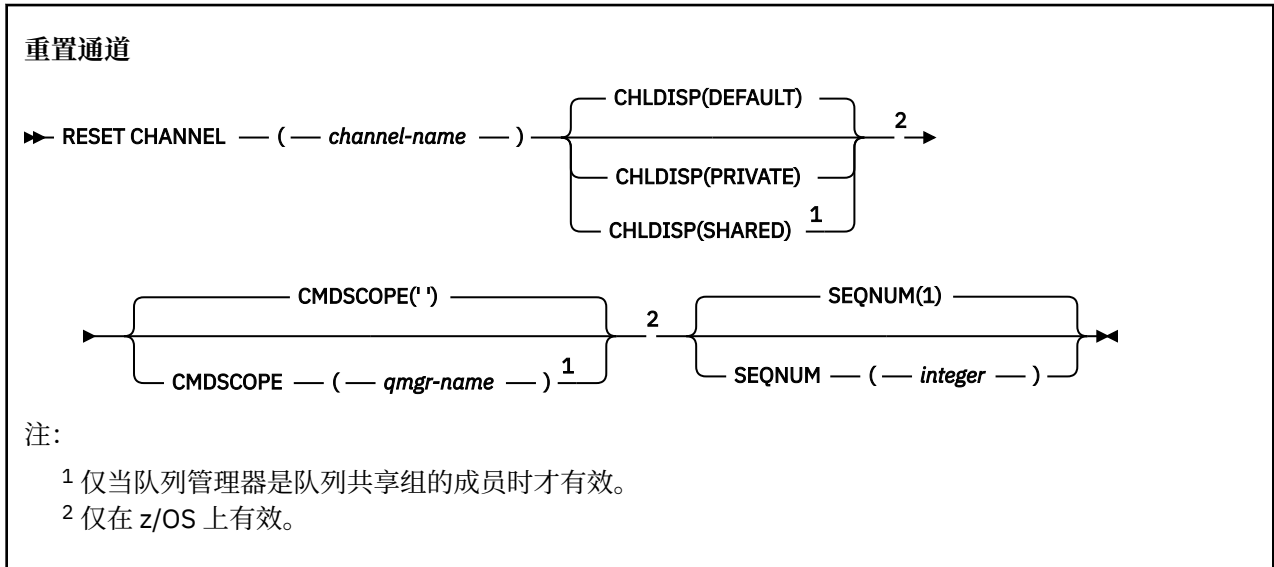 重置通道
CHLDISP(DEFAULT)
RESET CHANNEL ( channel-name ) 2
CHLDISP(PRIVATE)
CHLDISP(SHARED) 1
CMDSCOPE(' ') SEQNUM(1)
2
CMDSCOPE ( qmgr-name ) 1 SEQNUM ( integer )
注:
1 仅当队列管理器是队列共享组的成员时才有效。
2 仅在 z/OS 上有效。